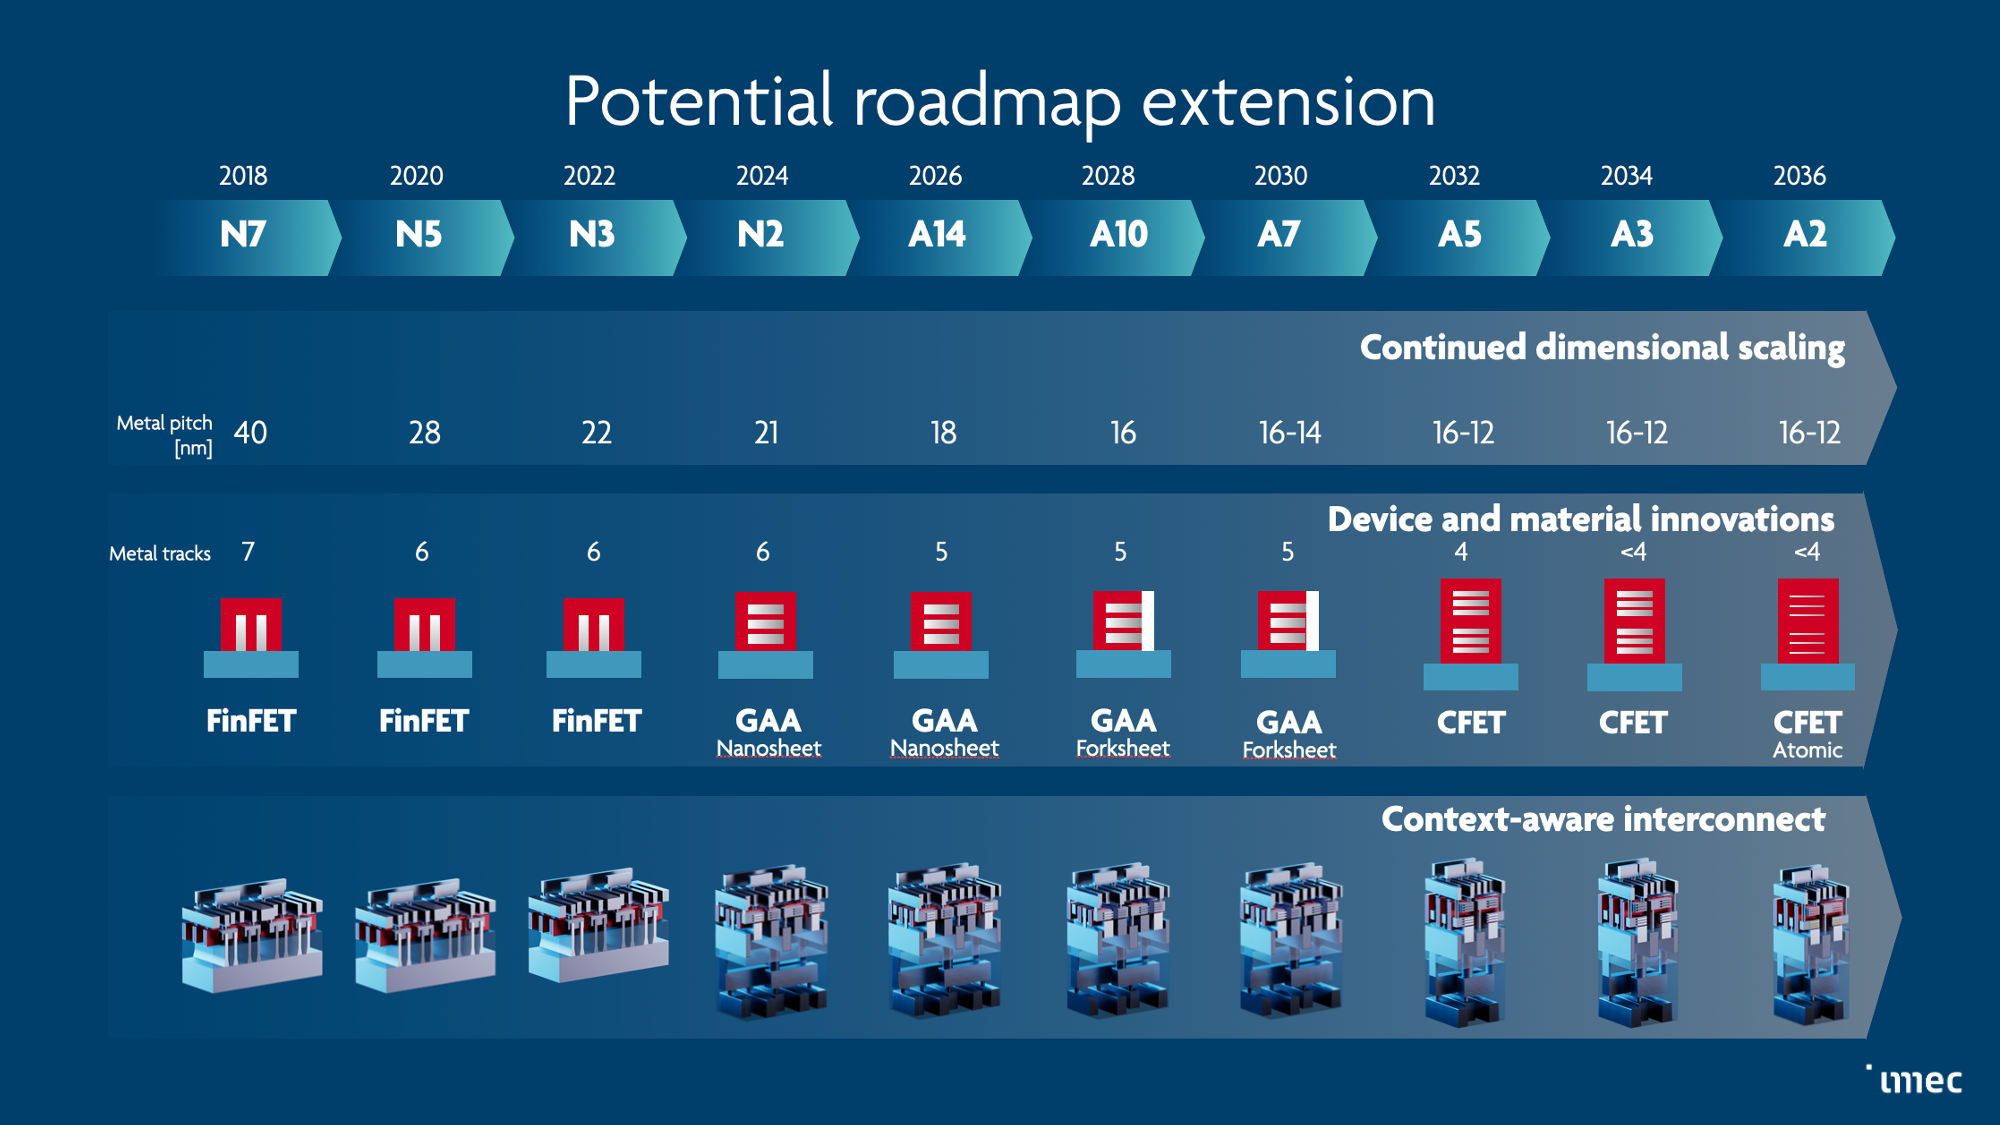 Potential roadmap extension
2018 2020 2022 2024 2026 2028 2030 2032 2034 2036
N7 N5 N3 N2 A14 A10 A7 A5 A3 A2
Continued dimensional scaling
Metal pitch
[nm]
40 28 22 21 18 16 16-14 16-12 16-12 16-12
Device and material innovations
Metal tracks 7 6 6 6 5 5 5 4 <4 <4
FinFET FinFET FinFET GAA GAA GAA GAA CFET CFET CFET
Nanosheet Nanosheet Forksheet Forksheet Atomic
Context-aware interconnect
imec